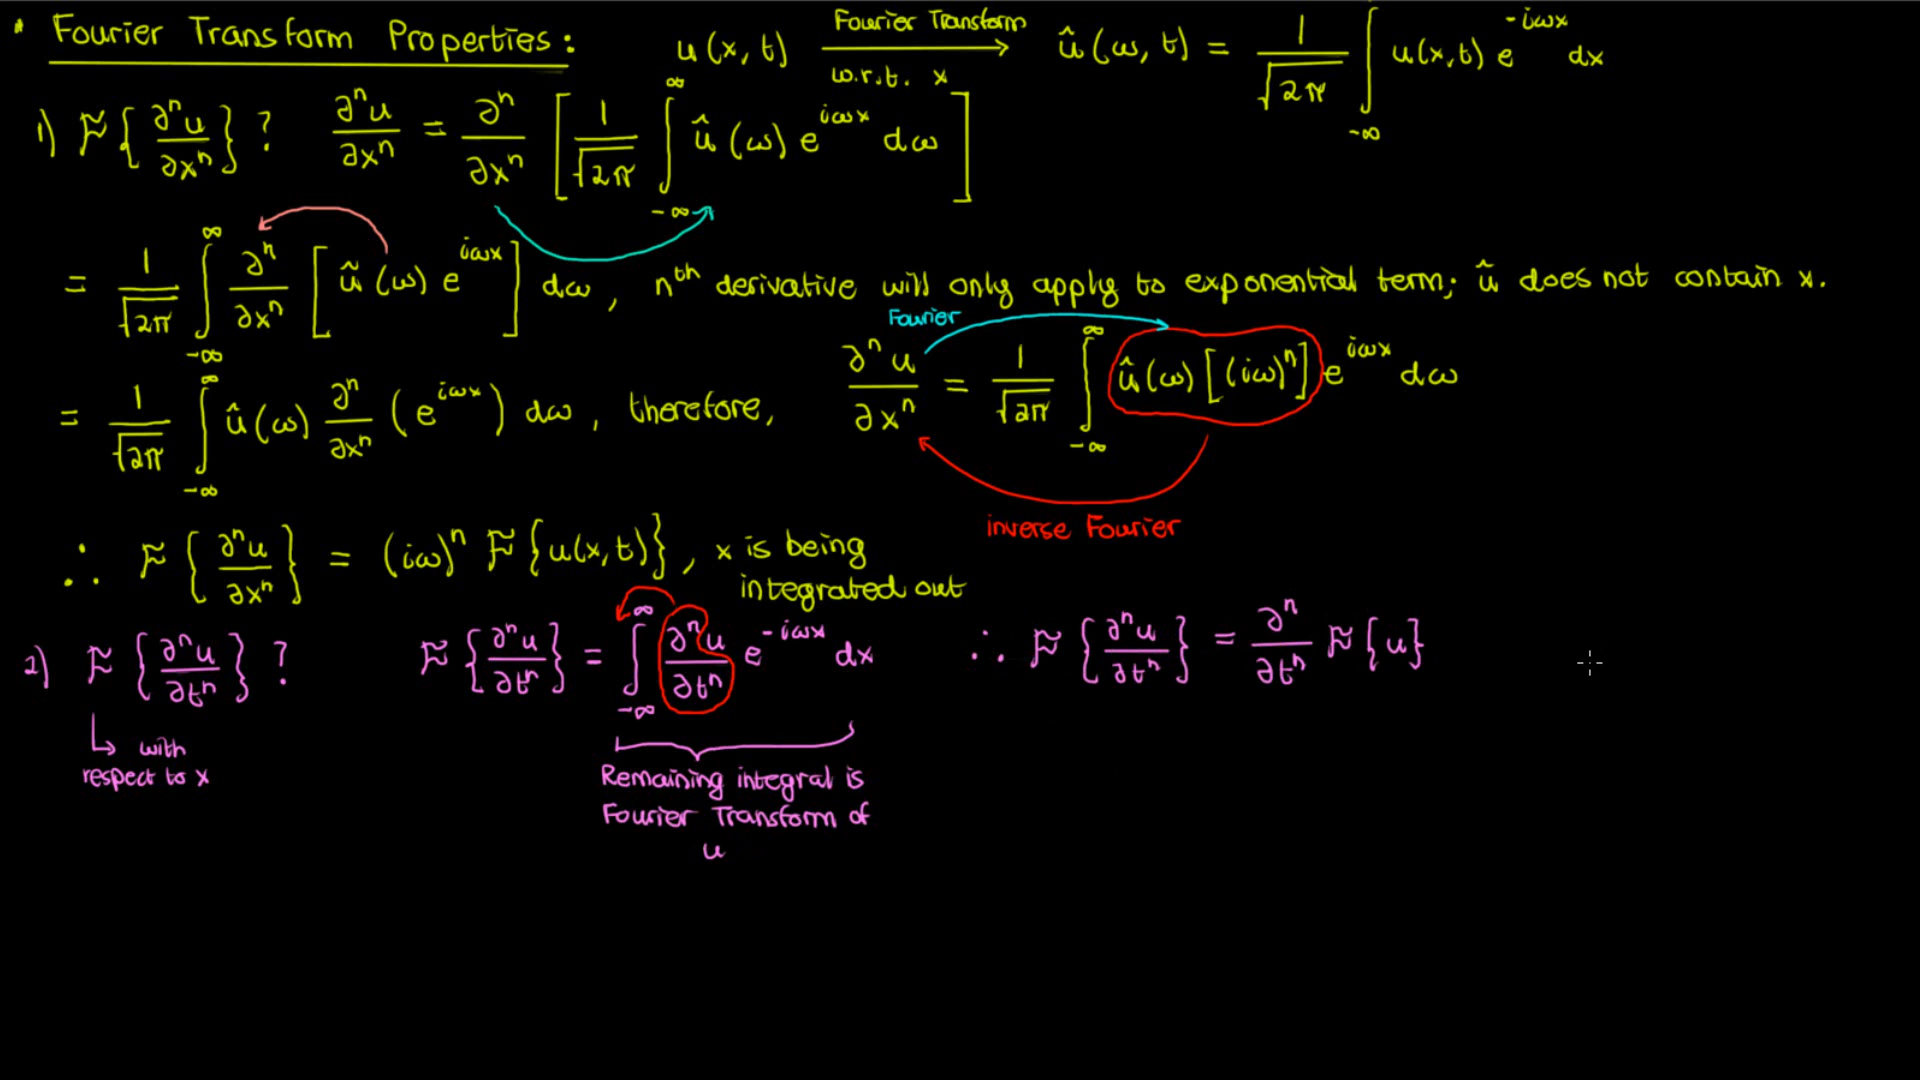 * Fourier Transform Properties: u(x, t) Fourier Transform → w.r.t. x û(ω, t) = 1/√2π ∫_{-∞} u(x,t) e^{-iωx} dx
1) F{∂ⁿu/∂xⁿ}? ∂ⁿu/∂xⁿ = ∂ⁿ/∂xⁿ [1/√2π ∫_{-∞}^{∞} û(ω) e^{iωx} dω]
= 1/√2π ∫_{-∞}^{∞} ∂ⁿ/∂xⁿ [ũ(ω) e^{iωx}] dω, nth derivative will only apply to exponential term; û does not contain x.
Fourier
= 1/√2π ∫_{-∞}^{∞} û(ω) ∂ⁿ/∂xⁿ (e^{iωx}) dω, therefore, ∂ⁿu/∂xⁿ = 1/√2π ∫_{-∞}^{∞} û(ω)[(iω)ⁿ] e^{iωx} dω
inverse Fourier
∴ F{∂ⁿu/∂xⁿ} = (iω)ⁿ F{u(x,t)}, x is being
integrated out
2) F{∂ⁿu/∂tⁿ}? F{∂ⁿu/∂tⁿ} = ∫_{-∞}^{∞} ∂ⁿu/∂tⁿ e^{-iωx} dx ∴ F{∂ⁿu/∂tⁿ} = ∂ⁿ/∂tⁿ F{u}
↳ with
respect to x
Remaining integral is
Fourier Transform of
u